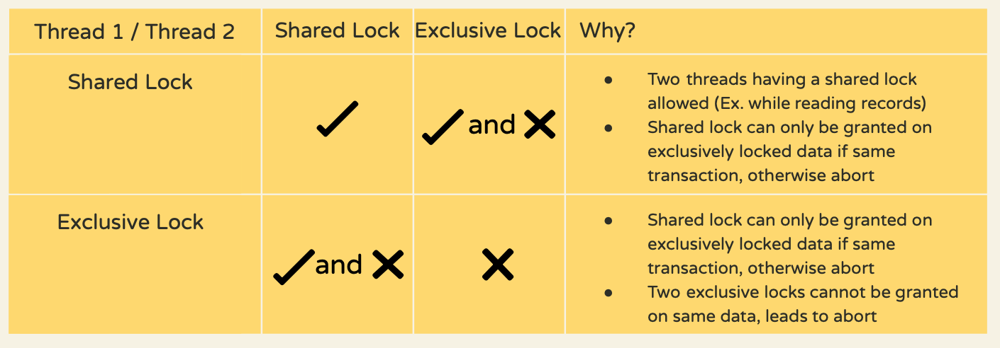 Thread 1 / Thread 2
Shared Lock
Exclusive Lock
Why?
Shared Lock
and
● Two threads having a shared lock
allowed (Ex. while reading records)
● Shared lock can only be granted on
exclusively locked data if same
transaction, otherwise abort
Exclusive Lock
and
● Shared lock can only be granted on
exclusively locked data if same
transaction, otherwise abort
● Two exclusive locks cannot be granted
on same data, leads to abort